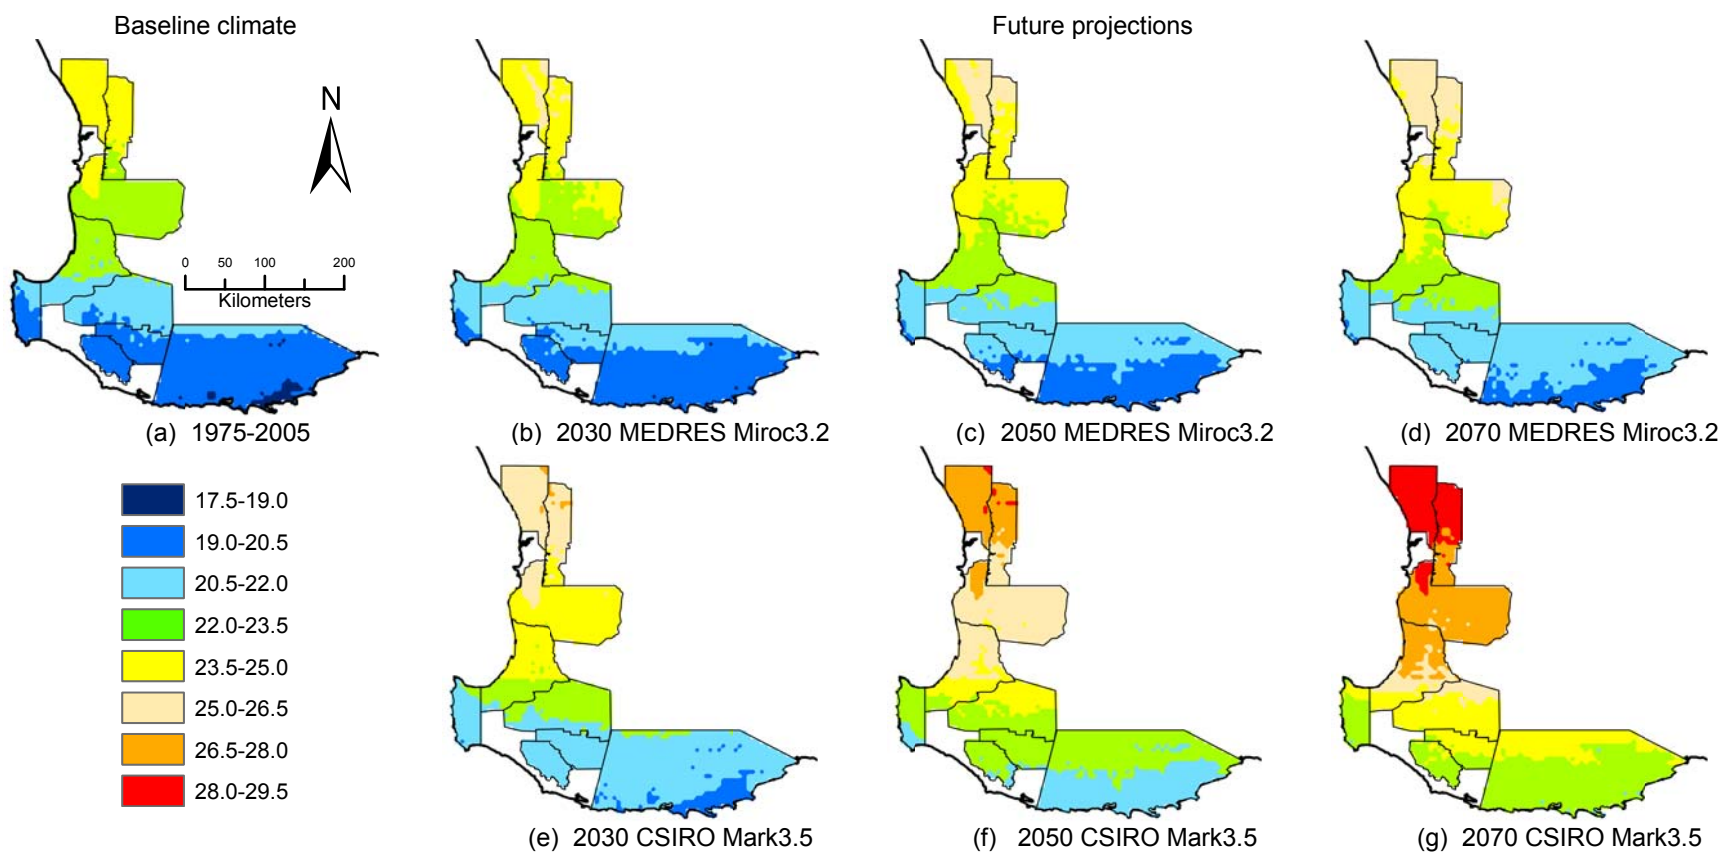 Baseline climate
Future projections
N
0 50 100 200
Kilometers
(a) 1975-2005
(b) 2030 MEDRES Miroc3.2
(c) 2050 MEDRES Miroc3.2
(d) 2070 MEDRES Miroc3.2
17.5-19.0
19.0-20.5
20.5-22.0
22.0-23.5
23.5-25.0
25.0-26.5
26.5-28.0
28.0-29.5
(e) 2030 CSIRO Mark3.5
(f) 2050 CSIRO Mark3.5
(g) 2070 CSIRO Mark3.5